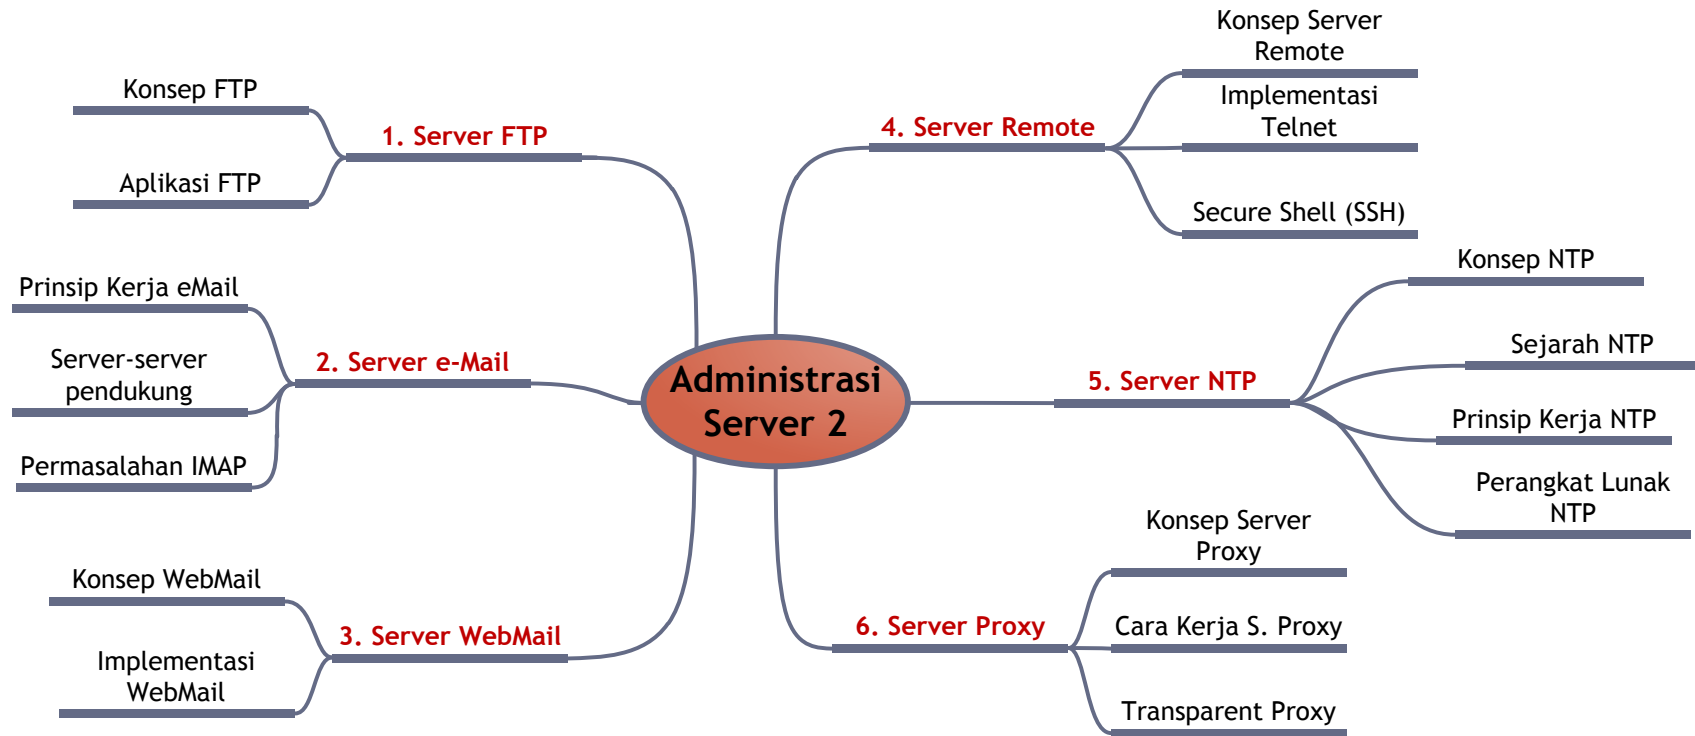 Administrasi
Server 2
1. Server FTP
Konsep FTP
Aplikasi FTP
2. Server e-Mail
Prinsip Kerja eMail
Server-server
pendukung
Permasalahan IMAP
3. Server WebMail
Konsep WebMail
Implementasi
WebMail
4. Server Remote
Konsep Server
Remote
Implementasi
Telnet
Secure Shell (SSH)
5. Server NTP
Konsep NTP
Sejarah NTP
Prinsip Kerja NTP
Perangkat Lunak
NTP
6. Server Proxy
Konsep Server
Proxy
Cara Kerja S. Proxy
Transparent Proxy